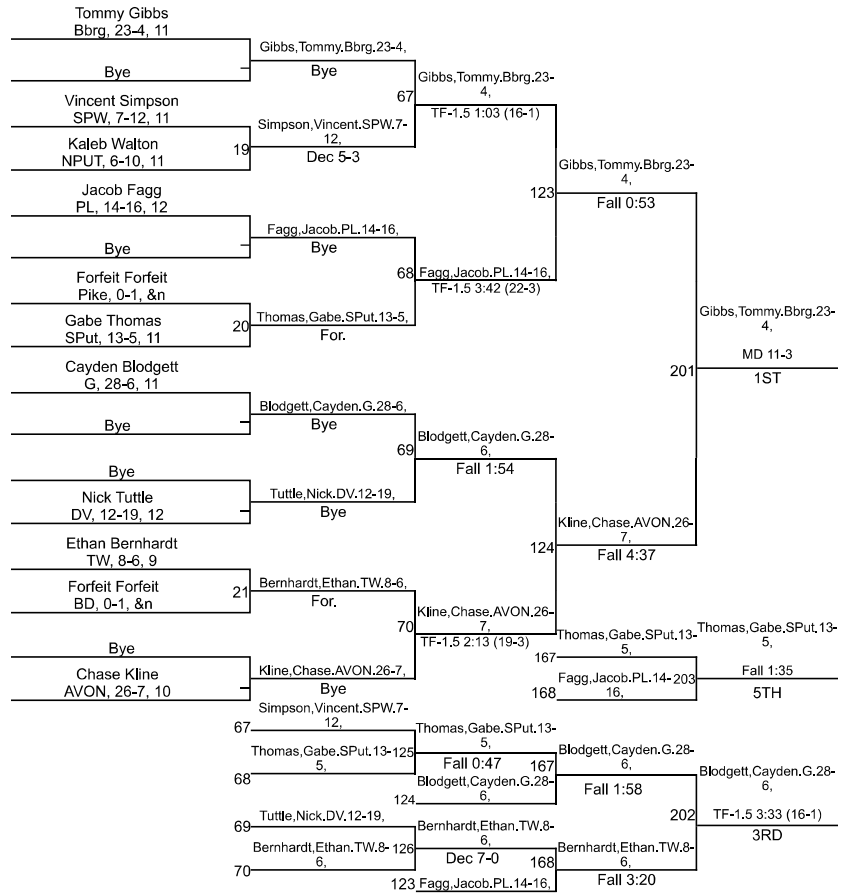 Tommy Gibbs
Bbrg, 23-4, 11
Gibbs,Tommy.Bbrg.23-4,
Bye
Bye
Gibbs,Tommy.Bbrg.23-
4,
67
TF-1.5 1:03 (16-1)
Vincent Simpson
SPW, 7-12, 11
Simpson,Vincent.SPW.7-
12,
19
Dec 5-3
Kaleb Walton
NPUT, 6-10, 11
Gibbs,Tommy.Bbrg.23-
4,
123
Fall 0:53
Jacob Fagg
PL, 14-16, 12
Fagg,Jacob.PL.14-16,
Bye
Bye
68
Fagg,Jacob.PL.14-16,
TF-1.5 3:42 (22-3)
Forfeit Forfeit
Pike, 0-1, &n
20
Thomas,Gabe.SPut.13-5,
For.
Gabe Thomas
SPut, 13-5, 11
Gibbs,Tommy.Bbrg.23-
4,
201
MD 11-3
1ST
Cayden Blodgett
G, 28-6, 11
Blodgett,Cayden.G.28-6,
Bye
Bye
69
Blodgett,Cayden.G.28-
6,
Fall 1:54
Bye
Nick Tuttle
DV, 12-19, 12
Tuttle,Nick.DV.12-19,
Bye
Kline,Chase.AVON.26-
7,
124
Fall 4:37
Ethan Bernhardt
TW, 8-6, 9
21
Bernhardt,Ethan.TW.8-6,
For.
Forfeit Forfeit
BD, 0-1, &n
70
Kline,Chase.AVON.26-
7,
TF-1.5 2:13 (19-3)
Bye
Chase Kline
AVON, 26-7, 10
Kline,Chase.AVON.26-7,
Bye
Thomas,Gabe.SPut.13-
5,
167
Thomas,Gabe.SPut.13-
5,
203
Fall 1:35
5TH
Fagg,Jacob.PL.14-
16,
168
Simpson,Vincent.SPW.7-
12,
67
Thomas,Gabe.SPut.13-
5,
68
125
Thomas,Gabe.SPut.13-
5,
Fall 0:47
167
Blodgett,Cayden.G.28-
6,
124
Blodgett,Cayden.G.28-
6,
Fall 1:58
Blodgett,Cayden.G.28-
6,
202
TF-1.5 3:33 (16-1)
3RD
69
Tuttle,Nick.DV.12-19,
Bernhardt,Ethan.TW.8-
6,
70
126
Bernhardt,Ethan.TW.8-
6,
Dec 7-0
168
Bernhardt,Ethan.TW.8-
6,
Fall 3:20
123
Fagg,Jacob.PL.14-16,